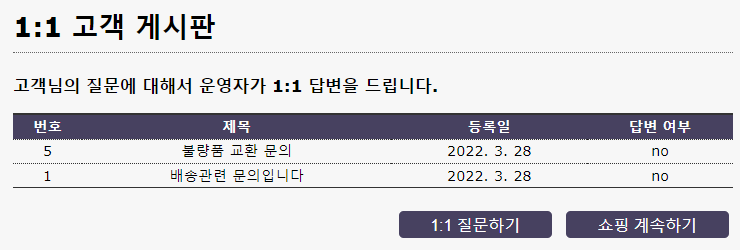 1:1 고객 게시판
고객님의 질문에 대해서 운영자가 1:1 답변을 드립니다.
번호 제목 등록일 답변 여부
5 불량품 교환 문의 2022. 3. 28 no
1 배송관련 문의입니다 2022. 3. 28 no
1:1 질문하기 쇼핑 계속하기